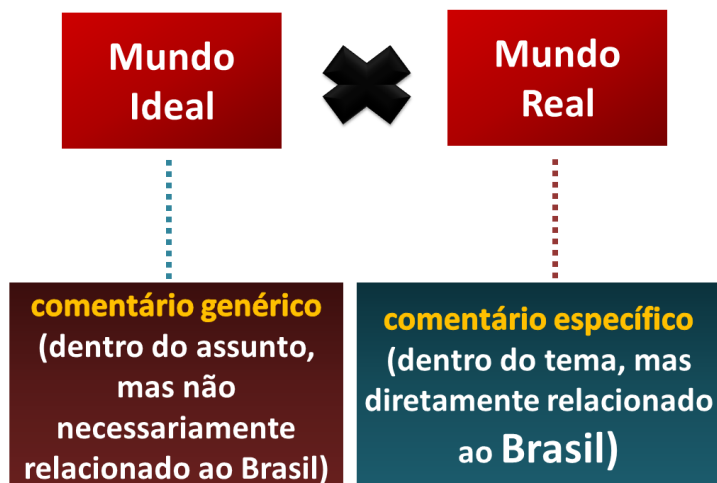 Mundo
Ideal
Mundo
Real
comentário genérico
(dentro do assunto,
mas não
necessariamente
relacionado ao Brasil)
comentário específico
(dentro do tema, mas
diretamente relacionado
ao Brasil)